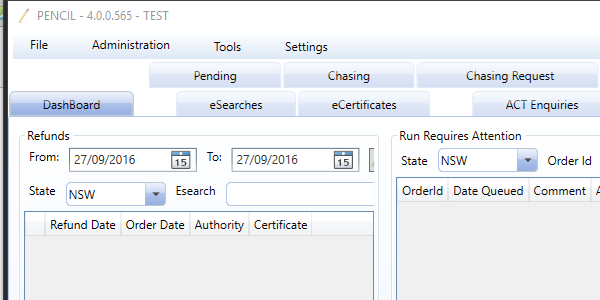 PENCIL - 4.0.0.565 - TEST
File Administration Tools Settings
Pending Chasing Chasing Request
DashBoard eSearches eCertificates ACT Enquiries
Refunds Run Requires Attention
From: 27/09/2016 15 To: 27/09/2016 15 State NSW Order Id
State NSW Esearch OrderId Date Queued Comment
Refund Date Order Date Authority Certificate